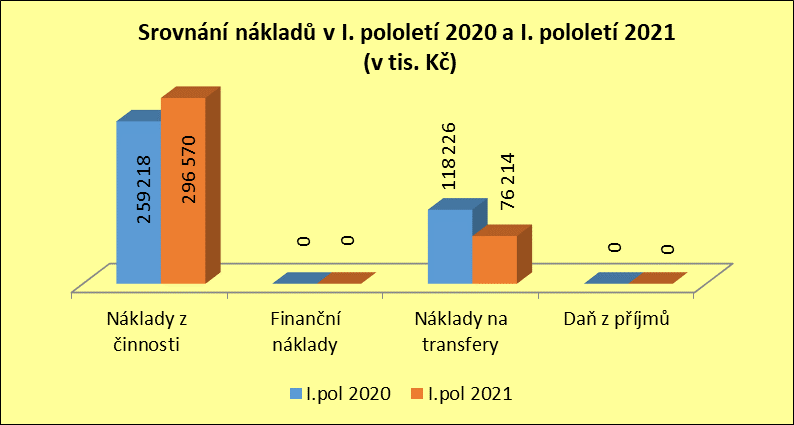 Srovnání nákladů v I. pololetí 2020 a I. pololetí 2021
(v tis. Kč)
259 218
296 570
0
0
118 226
76 214
0
0
Náklady z
činnosti
Finanční
náklady
Náklady na
transfery
Daň z příjmů
I.pol 2020
I.pol 2021